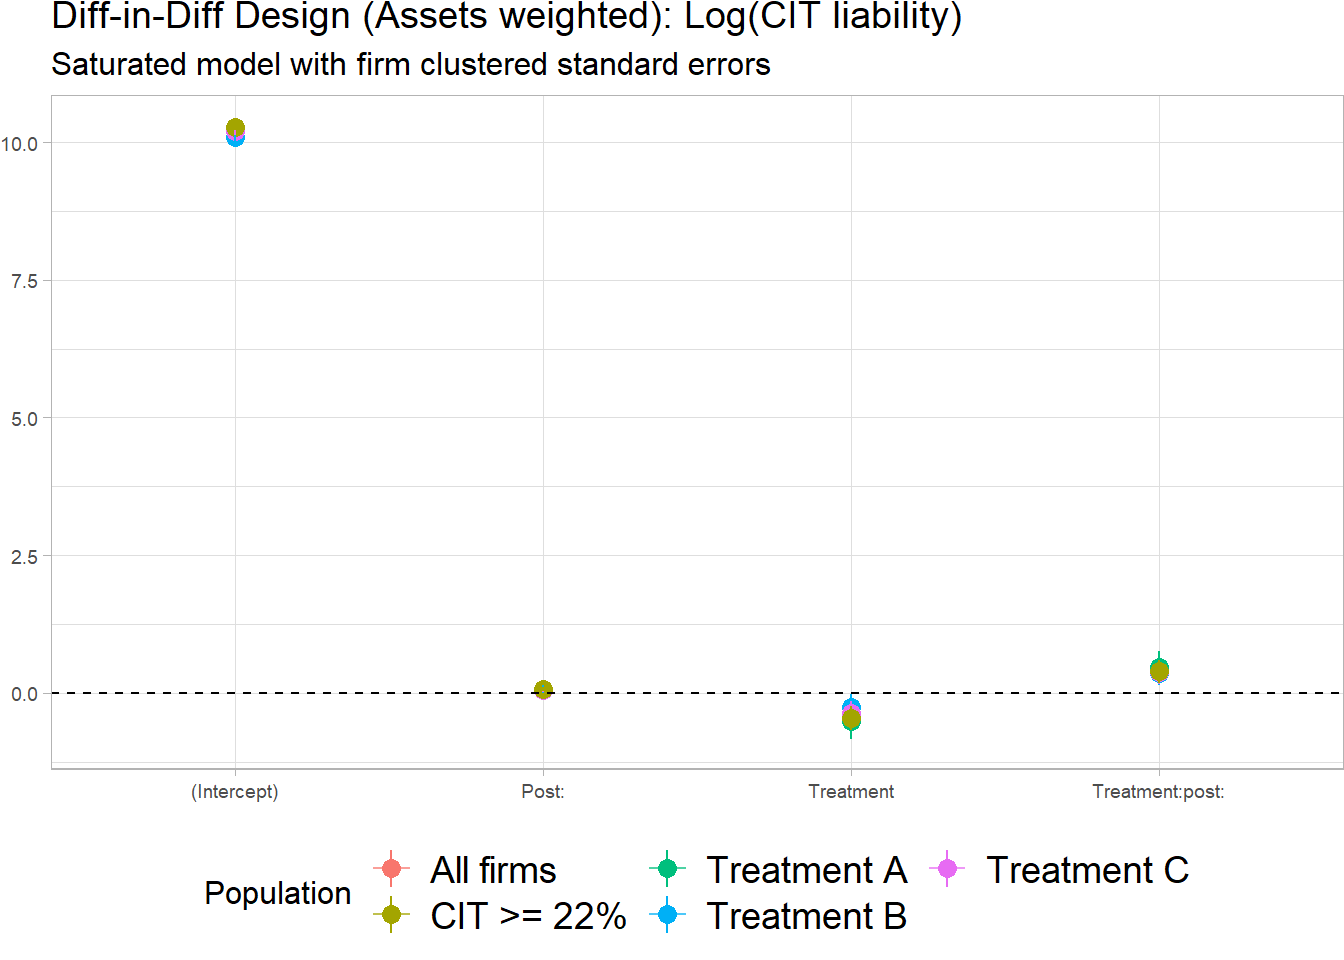 Diff-in-Diff Design (Assets weighted): Log(CIT liability)
Saturated model with firm clustered standard errors
10.0
7.5
5.0
2.5
0.0
(Intercept)
Post:
Treatment
Treatment:post:
Population
All firms
Treatment A
Treatment C
CIT >= 22%
Treatment B